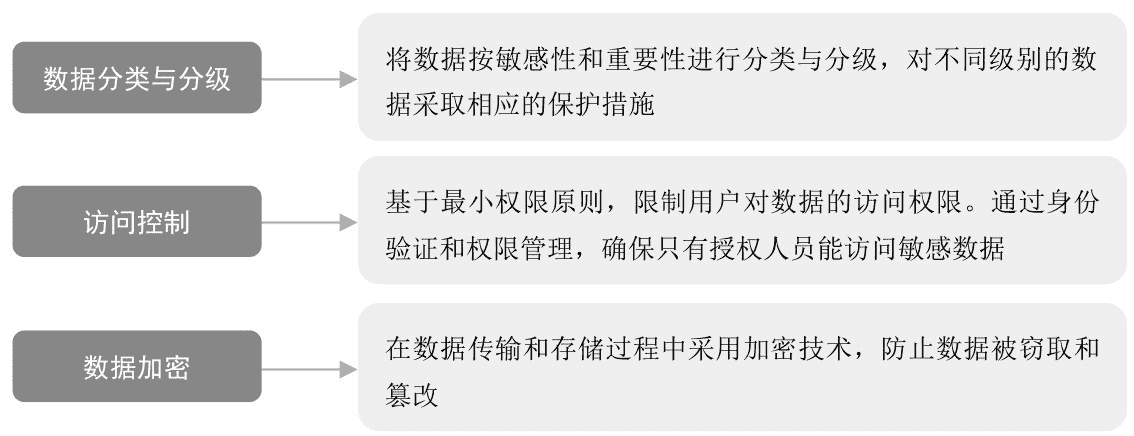 数据分类与分级
将数据按敏感性和重要性进行分类与分级，对不同级别的数
据采取相应的保护措施
访问控制
基于最小权限原则，限制用户对数据的访问权限。通过身份
验证和权限管理，确保只有授权人员能访问敏感数据
数据加密
在数据传输和存储过程中采用加密技术，防止数据被窃取和
篡改